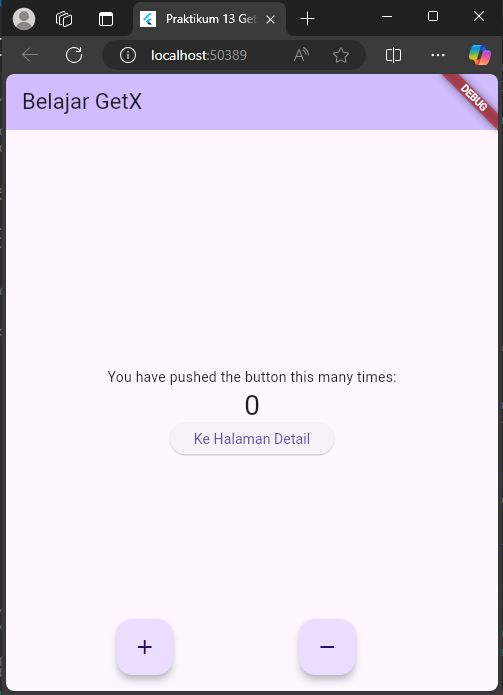 Praktikum 13 Get
localhost:50389
Belajar GetX
DEBUG
You have pushed the button this many times:
0
Ke Halaman Detail
+ −